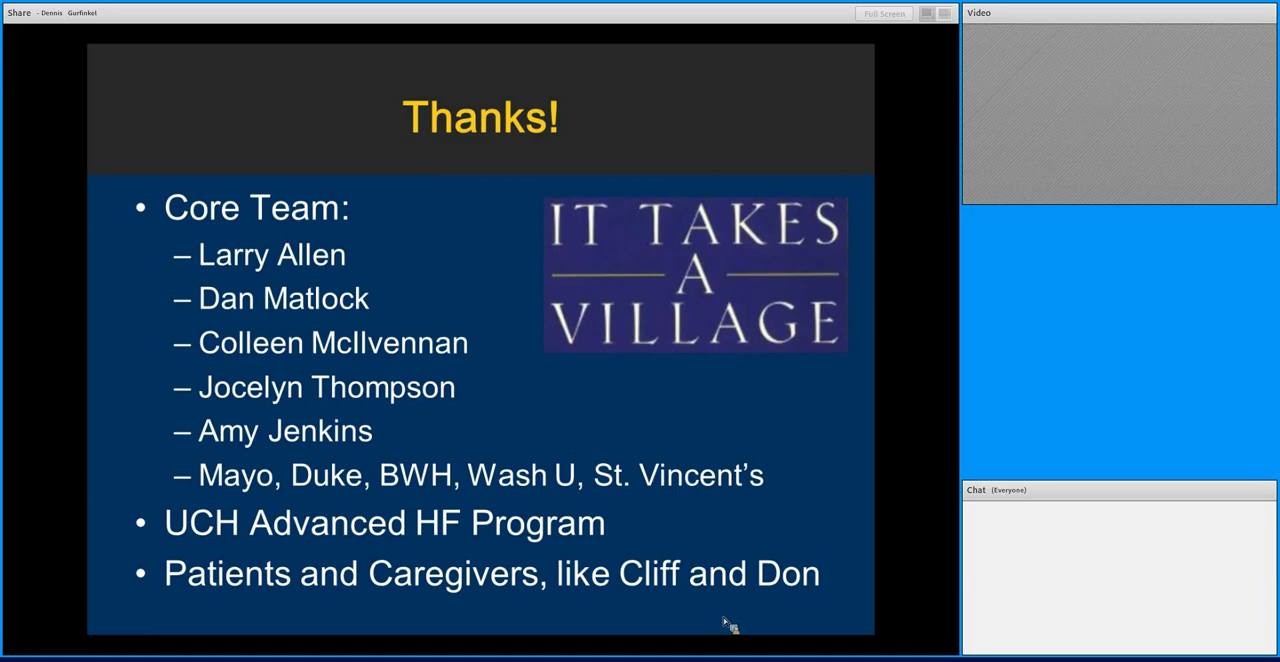 Share - Dennis Gurfinkel
Full Screen
Video
Thanks!
• Core Team:
– Larry Allen
– Dan Matlock
– Colleen McIlvennan
– Jocelyn Thompson
– Amy Jenkins
– Mayo, Duke, BWH, Wash U, St. Vincent’s
• UCH Advanced HF Program
• Patients and Caregivers, like Cliff and Don
IT TAKES
A
VILLAGE
Chat (Everyone)